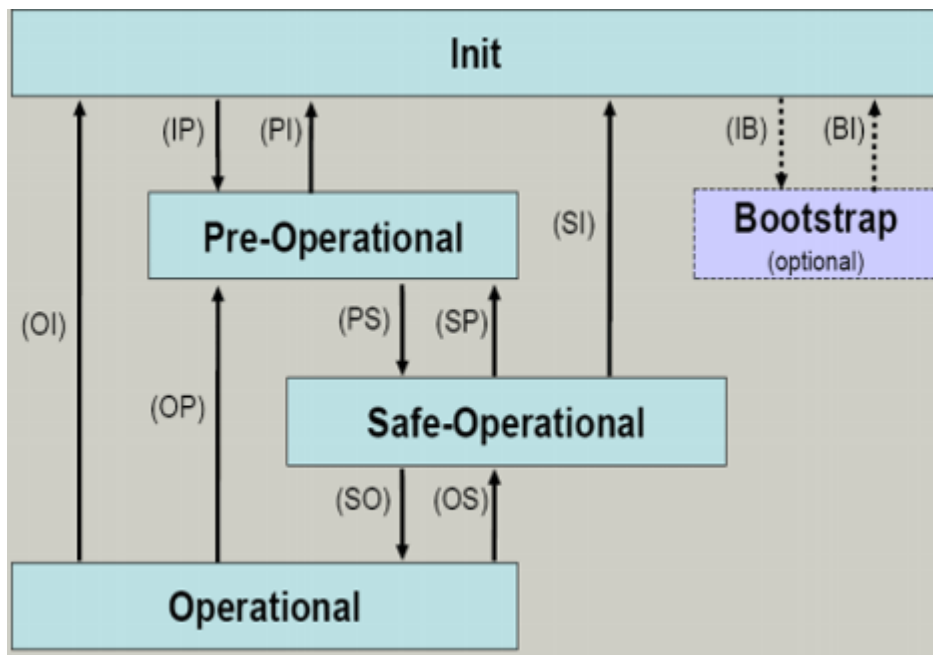 Init
(IP)
(PI)
(IB)
(BI)
Pre-Operational
(SI)
Bootstrap
(optional)
(OI)
(PS)
(SP)
(OP)
Safe-Operational
(SO)
(OS)
Operational